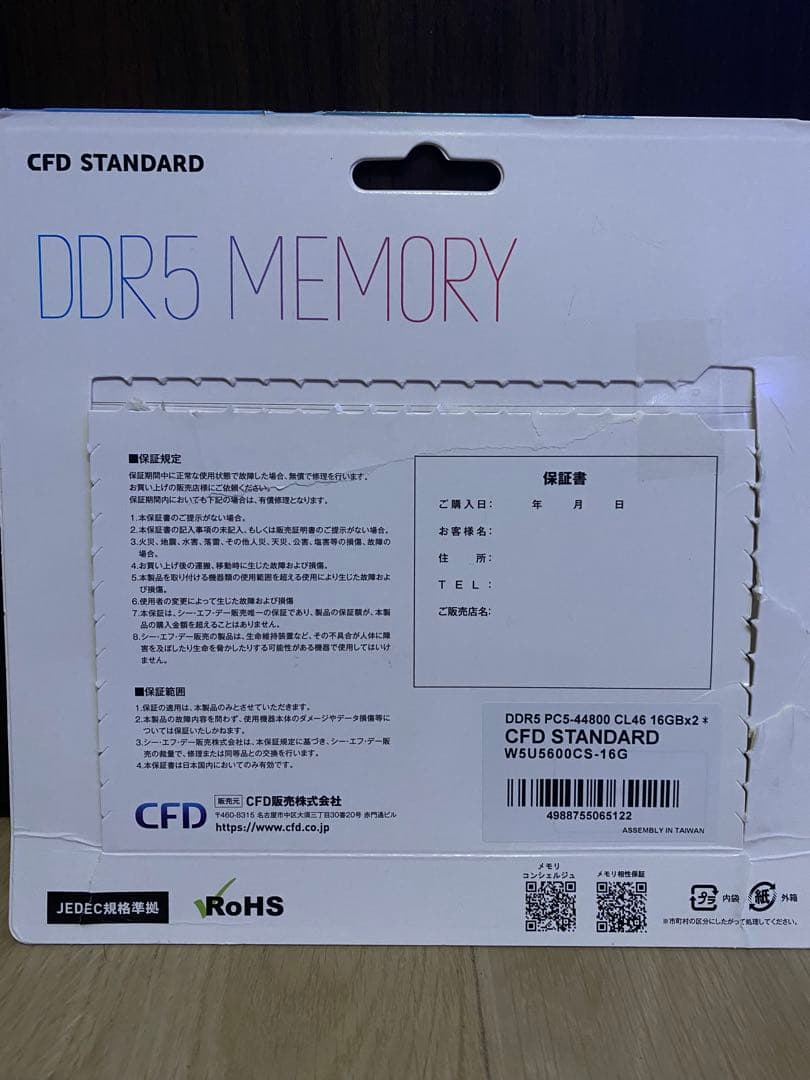 CFD STANDARD
DDR5 MEMORY
■保証規定
保証期間中に正常な使用状態で故障した場合、無償で修理を行います。
お買い上げの販売店様にご依頼ください。
保証期間内においても下記の場合は、有償修理となります。
1.本保証書のご提示がない場合。
2.本保証書の記入事項の未記入、もしくは販売証明書のご提示がない場合。
3.火災、地震、水害、落雷、その他人災、天災、公害、塩害等の損傷、故障の
場合。
4.お買い上げ後の運搬、移動時に生じた故障および損傷。
5.本製品を取り付ける機器類の使用範囲を超える使用により生じた故障およ
び損傷。
6.使用者の変更によって生じた故障および損傷
7.本保証は、シー・エフ・デー販売唯一の保証であり、製品の保証額が、本製
品の購入金額を超えることはありません。
8.シー・エフ・デー販売の製品は、生命維持装置など、その不具合が人体に障
害を及ぼしたり生命を脅かしたりする可能性がある機器で使用してはいけ
ません。
■保証範囲
1.保証の適用は、本製品のみとさせていただきます。
2.本製品の故障内容を問わず、使用機器本体のダメージやデータ損傷等に
ついては保証いたしかねます。
3.シー・エフ・デー販売株式会社は、本保証規定に基づき、シー・エフ・デー販
売の裁量で、修理または同等品との交換を行います。
4.本保証書は日本国内においてのみ有効です。
CFD
販売元 CFD販売株式会社
〒460-8315 名古屋市中区大須三丁目30番20号 赤門通ビル
https://www.cfd.co.jp
保証書
ご購入日: 年 月 日
お客様名:
住 所:
TEL:
ご販売店名:
DDR5 PC5-44800 CL46 16GBx2 *
CFD STANDARD
W5U5600CS-16G
4988755065122
ASSEMBLY IN TAIWAN
JEDEC規格準拠
RoHS
メモリ
コンシェルジュ
メモリ相性保証
プラ 内袋
紙 外箱
※市町村の区分にしたがって処理してください。